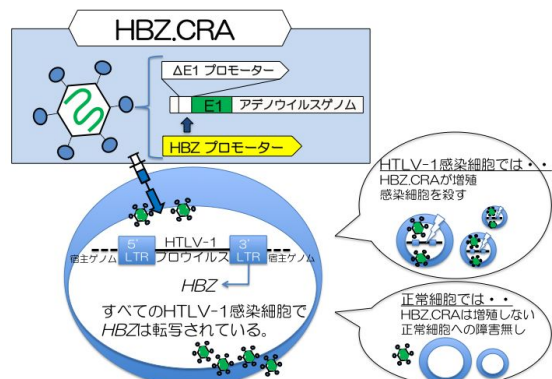 HBZ.CRA
ΔE1 プロモーター
E1 アデノウイルスゲノム
HBZ プロモーター
5' HTLV-1 3'
宿主ゲノム LTR プロウイルス LTR 宿主ゲノム
HBZ
すべてのHTLV-1感染細胞で
HBZは転写されている。
HTLV-1感染細胞では・・
HBZ.CRAが増殖
感染細胞を殺す
正常細胞では・・
HBZ.CRAは増殖しない
正常細胞への障害無し